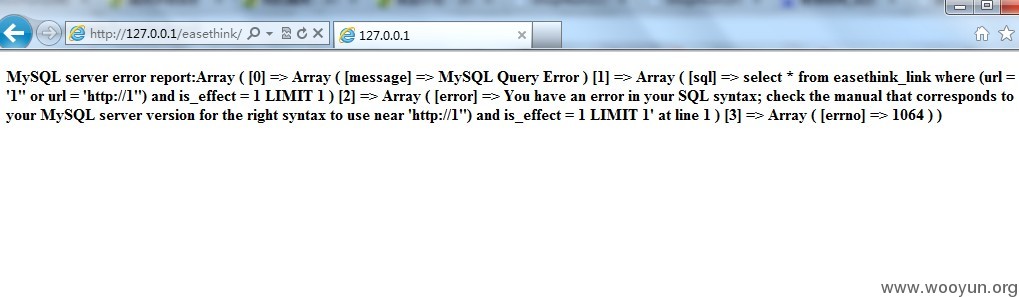 http://127.0.0.1/easethink/
127.0.0.1
MySQL server error report:Array ( [0] => Array ( [message] => MySQL Query Error ) [1] => Array ( [sql] => select * from easethink_link where (url =
'1'' or url = 'http://1'') and is_effect = 1 LIMIT 1 ) [2] => Array ( [error] => You have an error in your SQL syntax; check the manual that corresponds to
your MySQL server version for the right syntax to use near 'http://1'') and is_effect = 1 LIMIT 1' at line 1 ) [3] => Array ( [errno] => 1064 ) )
www.wooyun.org